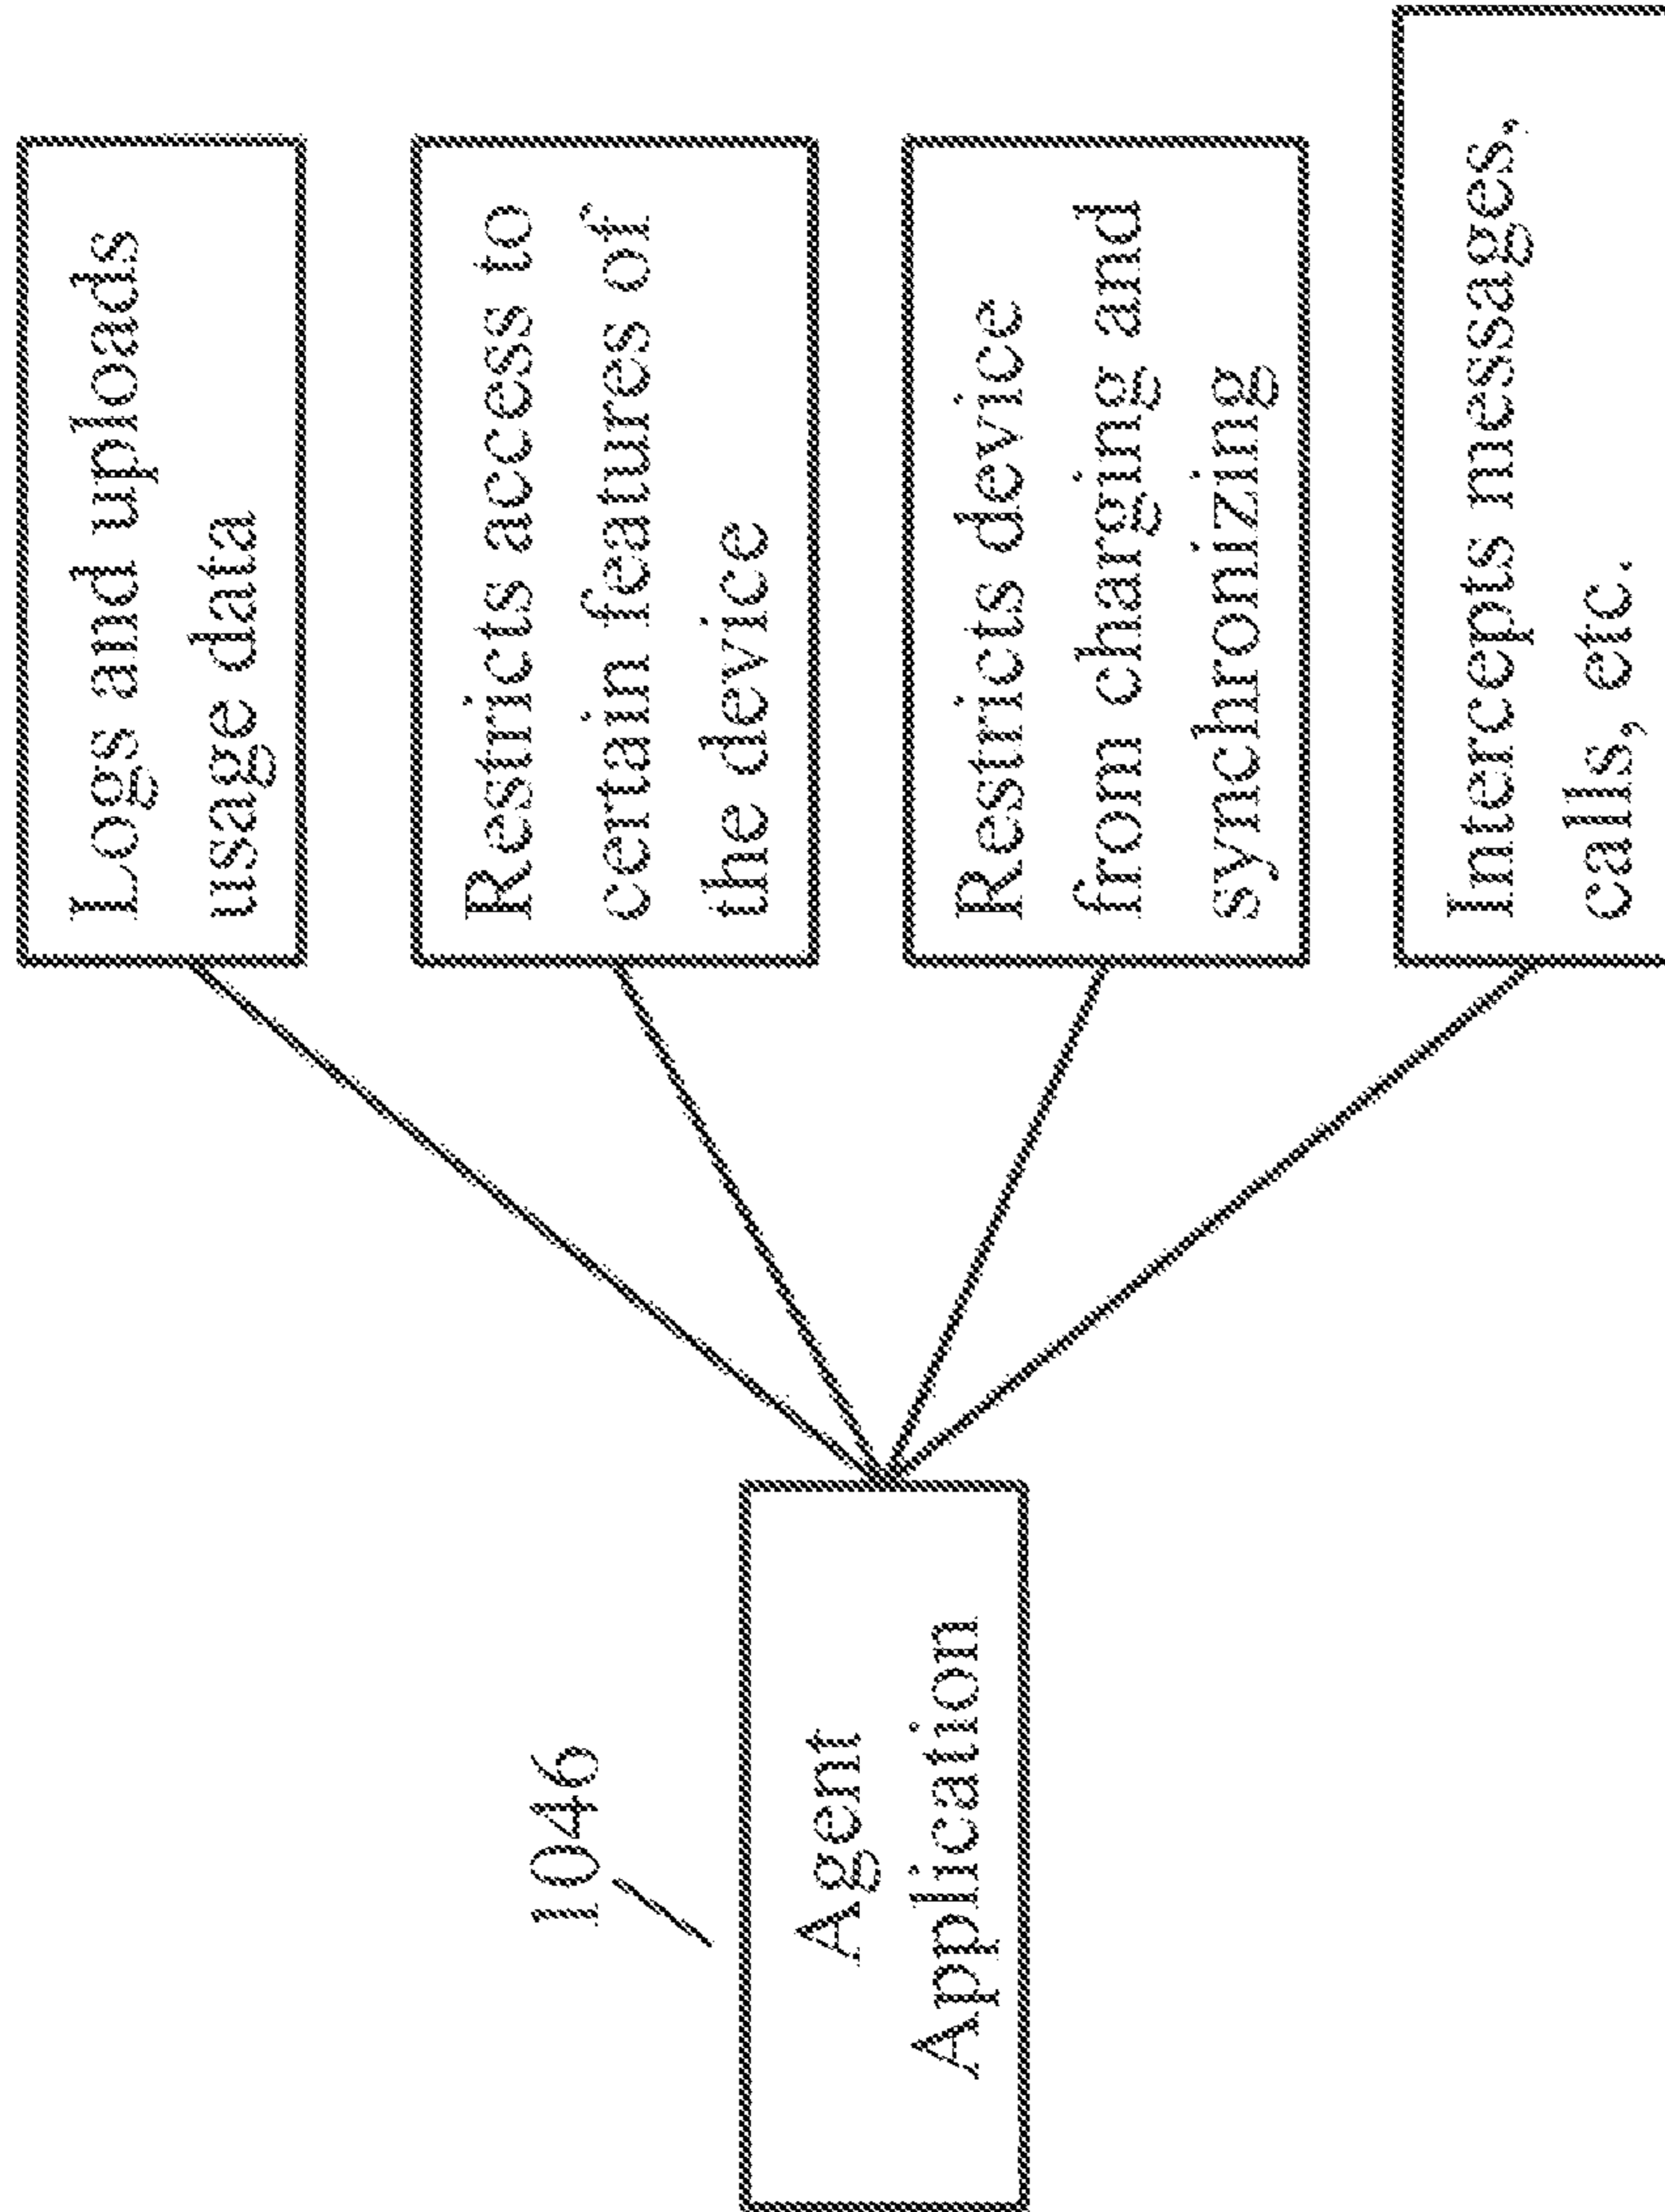 1046
Agent
Application
Logs and uploads
usage data
Restricts access to
certain features of
the device
Restricts device
from charging and
synchronizing
Intercepts messages,
calls, etc.